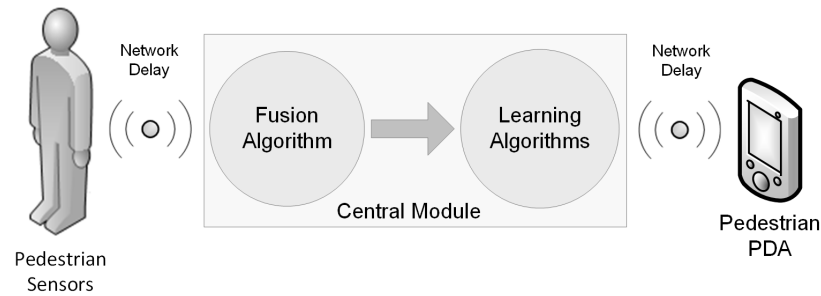 Network
Delay
Fusion
Algorithm
Learning
Algorithms
Central Module
Network
Delay
Pedestrian
Sensors
Pedestrian
PDA